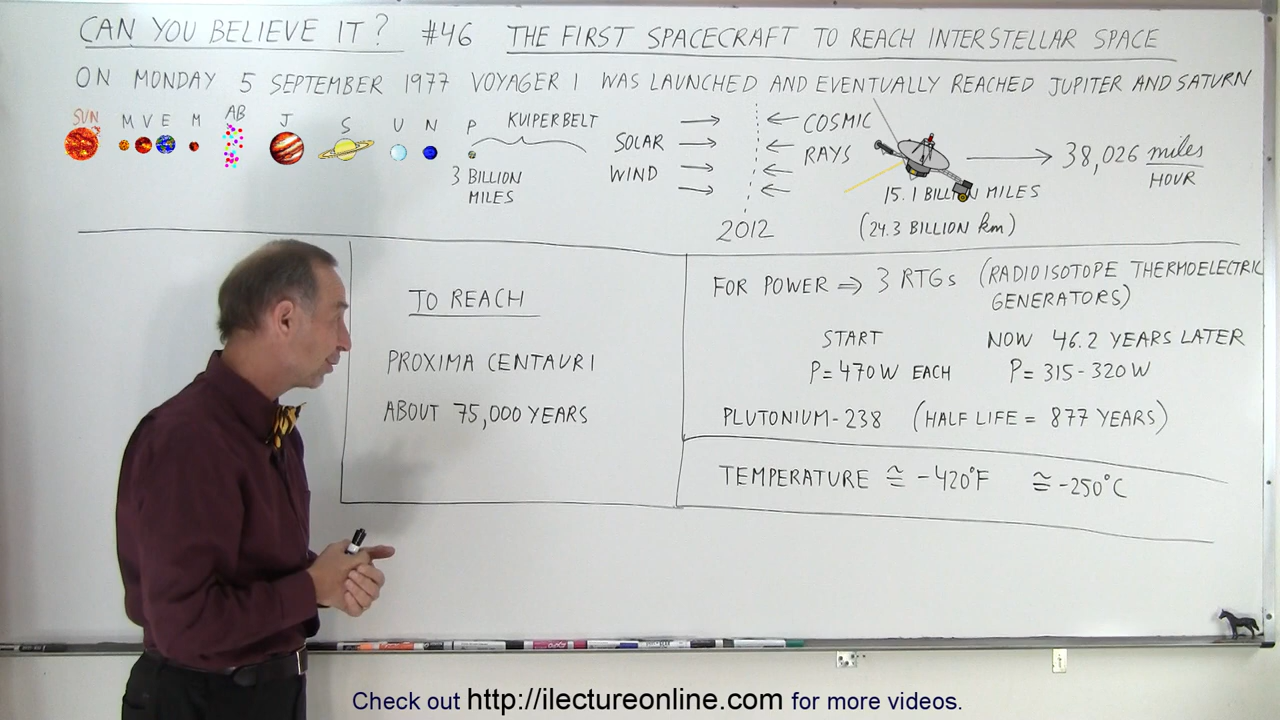 CAN YOU BELIEVE IT? #46 THE FIRST SPACECRAFT TO REACH INTERSTELLAR SPACE
ON MONDAY 5 SEPTEMBER 1977 VOYAGER 1 WAS LAUNCHED AND EVENTUALLY REACHED JUPITER AND SATURN
SUN M V E M AB J S U N P KUIPERBELT
3 BILLION
MILES
SOLAR
WIND
COSMIC
RAYS
2012
38,026 miles
HOUR
15.1 BILLION MILES
(24.3 BILLION km)
TO REACH
PROXIMA CENTAURI
ABOUT 75,000 YEARS
FOR POWER ⇒ 3 RTGs (RADIOISOTOPE THERMOELECTRIC
GENERATORS)
START NOW 46.2 YEARS LATER
P=470W EACH P=315-320W
PLUTONIUM-238 (HALF LIFE = 877 YEARS)
TEMPERATURE ≅ -420°F ≅ -250°C
Check out http://ilectureonline.com for more videos.